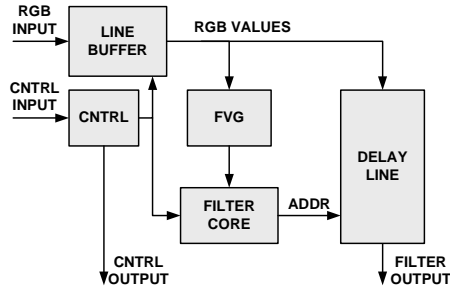 RGB
INPUT
LINE
BUFFER
RGB VALUES
CNTRL
INPUT
CNTRL
FVG
DELAY
LINE
FILTER
CORE
ADDR
CNTRL
OUTPUT
FILTER
OUTPUT